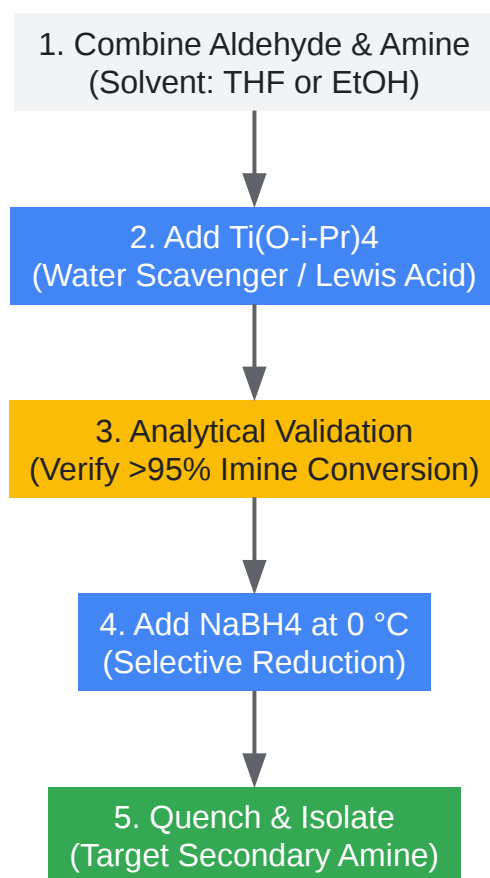 1. Combine Aldehyde & Amine
(Solvent: THF or EtOH)
2. Add Ti(O-i-Pr)4
(Water Scavenger / Lewis Acid)
3. Analytical Validation
(Verify >95% Imine Conversion)
4. Add NaBH4 at 0 °C
(Selective Reduction)
5. Quench & Isolate
(Target Secondary Amine)